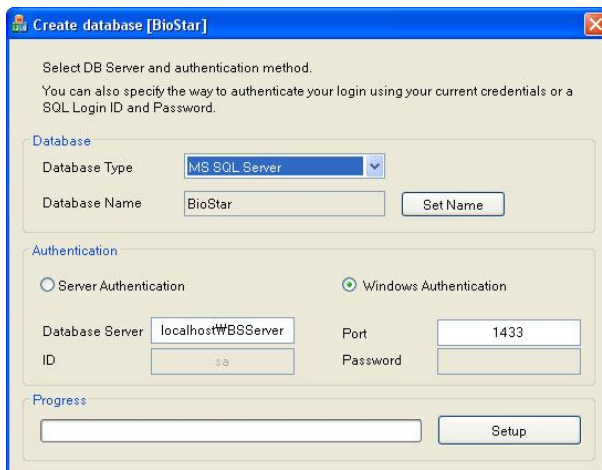 Create database [BioStar]
Select DB Server and authentication method.
You can also specify the way to authenticate your login using your current credentials or a
SQL Login ID and Password.
Database
Database Type MS SQL Server
Database Name BioStar Set Name
Authentication
Server Authentication Windows Authentication
Database Server localhost₩BSServer Port 1433
ID sa Password
Progress
Setup